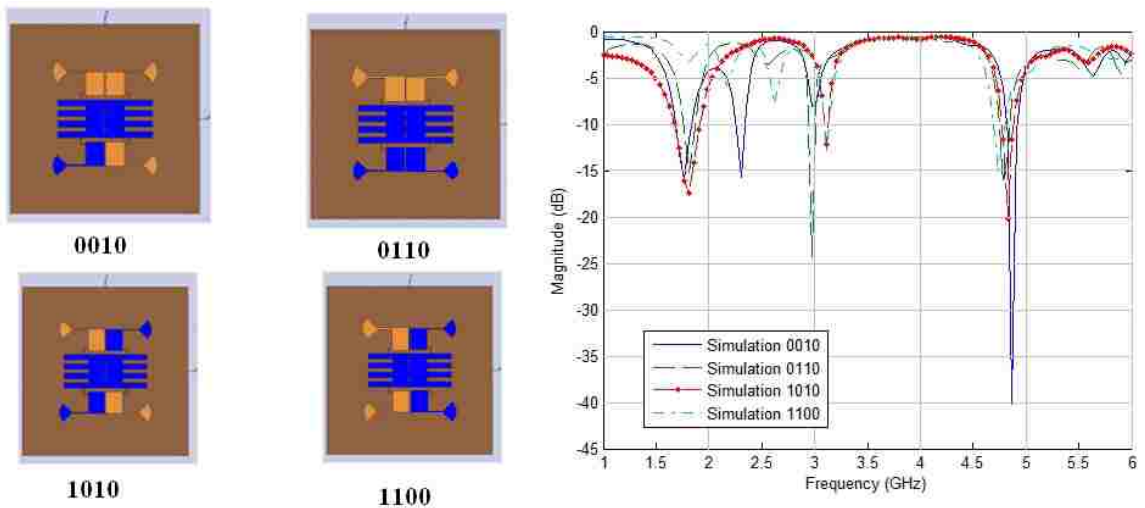 0010
0110
1010
1100
Magnitude (dB)
0
-5
-10
-15
-20
-25
-30
-35
-40
-45
Simulation 0010
Simulation 0110
Simulation 1010
Simulation 1100
1 1.5 2 2.5 3 3.5 4 4.5 5 5.5 6
Frequency (GHz)